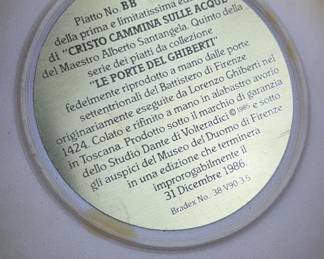 Piatto No. BB
della prima e limitatissima
di "CRISTO CAMMINA SULLE
del Maestro Alberto Santangela. Quinto della
serie dei piatti da collezione
"LE PORTE DEL GHIBERTI"
fedelmente riprodotto a mano dalle porte
settentrionali del Battistero di Firenze
originariamente eseguite da Lorenzo Ghiberti nel
1424. Colato e rifinito a mano in alabastro avorio
in Toscana. Prodotto sotto il marchio di garanzia
dello Studio Dante di Volteradici © 1985 e sotto
gli auspici del Museo del Duomo di Firenze
in una edizione che terminera
improrogabilmente il
31 Dicembre 1986.
Bradex No. 38-V90-3.5